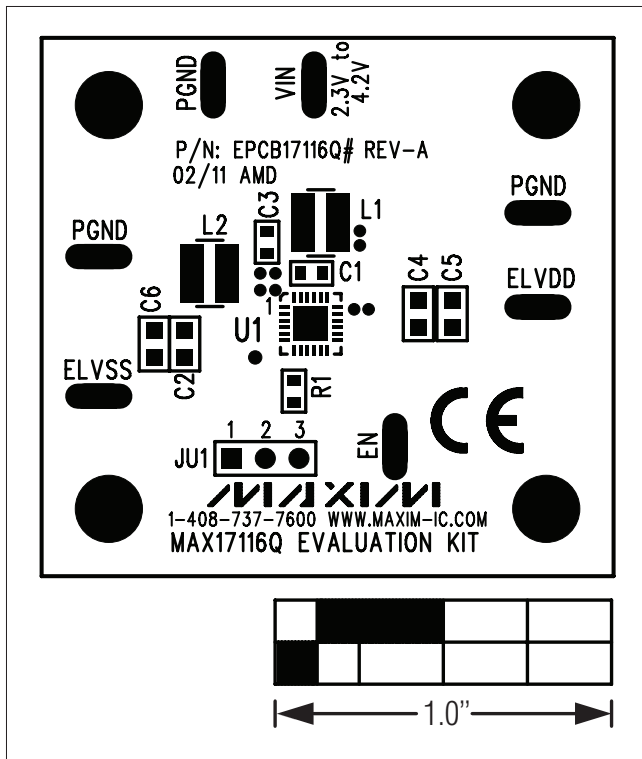 PGND
VIN
2.3V to
4.2V
P/N: EPCB17116Q# REV-A
02/11 AMD
PGND
L2
C3
L1
PGND
C1
C4
C5
ELVDD
C6
1
U1
ELVSS
C2
R1
CE
1 2 3
JU1
EN
MAXIM
1-408-737-7600 WWW.MAXIM-IC.COM
MAX17116Q EVALUATION KIT
1.0”